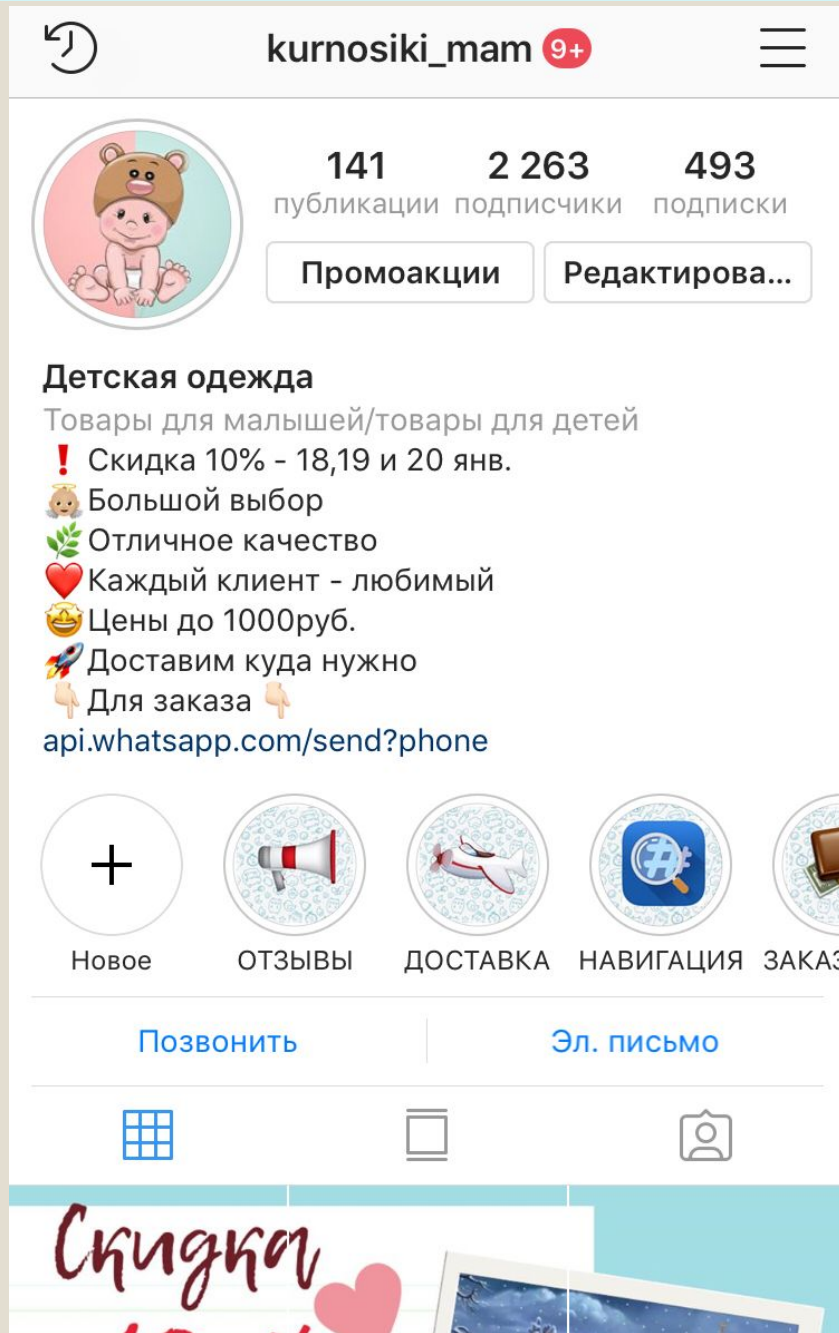 kurnosiki_mam 9+
141 2 263 493
публикации подписчики подписки
Промоакции Редактирова...
Детская одежда
Товары для малышей/товары для детей
❗ Скидка 10% - 18,19 и 20 янв.
👼🏼Большой выбор
🌿Отличное качество
❤️Каждый клиент - любимый
🤩Цены до 1000руб.
🚀Доставим куда нужно
👇🏻Для заказа 👇🏻
api.whatsapp.com/send?phone
Новое ОТЗЫВЫ ДОСТАВКА НАВИГАЦИЯ ЗАКАЗ
Позвонить Эл. письмо
Скидка